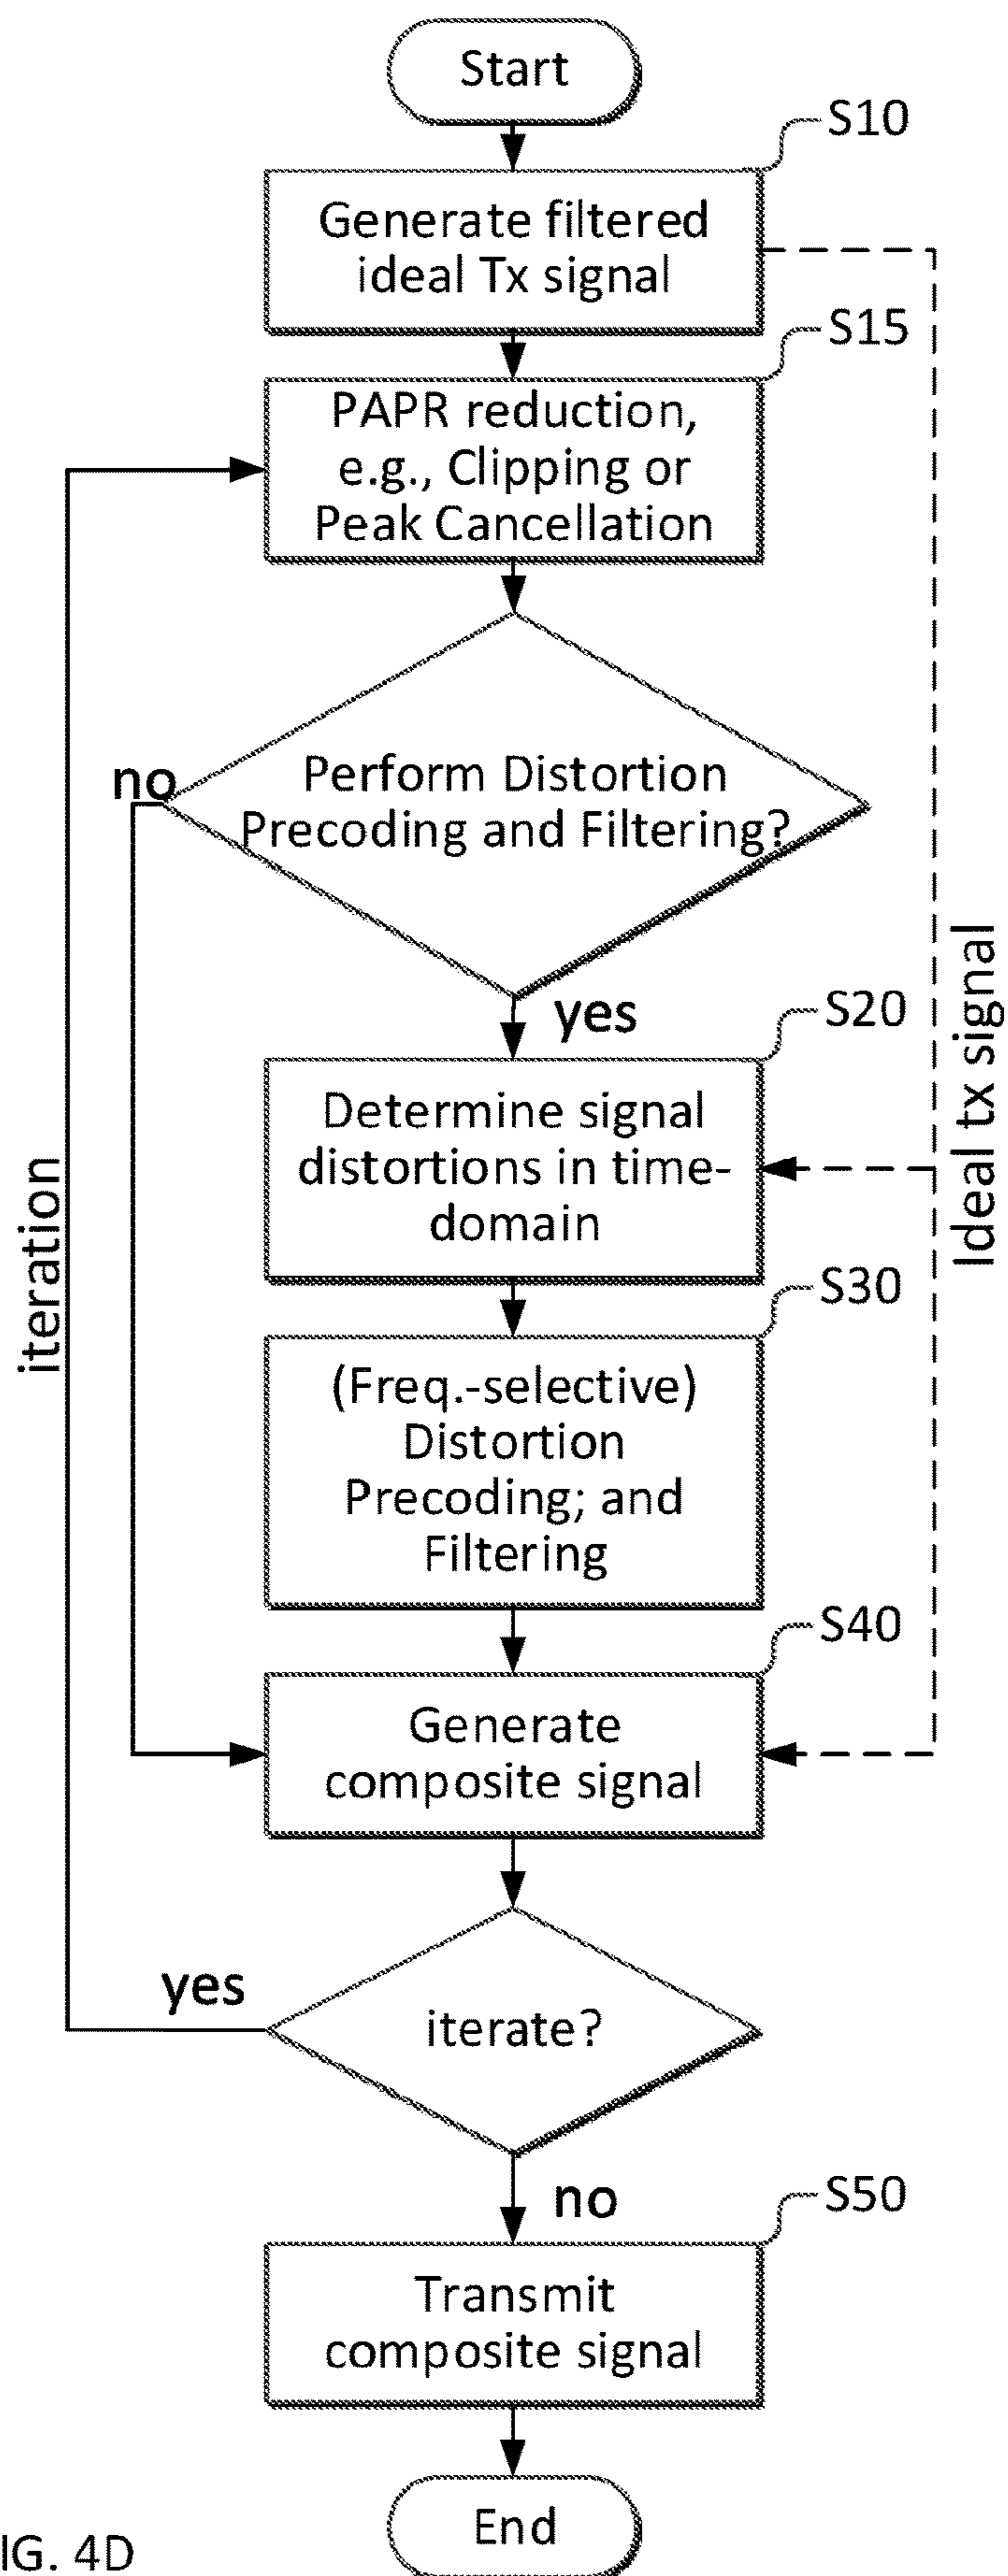 Start
S10
Generate filtered
ideal Tx signal
S15
PAPR reduction,
e.g., Clipping or
Peak Cancellation
no
Perform Distortion
Precoding and Filtering?
yes
Ideal tx signal
S20
Determine signal
distortions in time-
domain
iteration
S30
(Freq.-selective)
Distortion
Precoding; and
Filtering
S40
Generate
composite signal
yes
iterate?
no
S50
Transmit
composite signal
End
IG. 4D